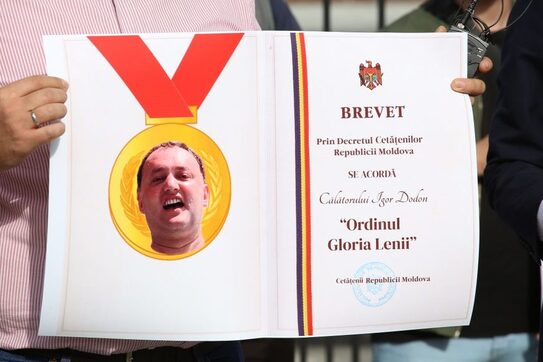 BREVET
Prin Decretul Cetățenilor
Republicii Moldova
SE ACORDĂ
Călătorului Igor Dodon
“Ordinul
Gloria Lenii”
Cetățenii Republicii Moldova